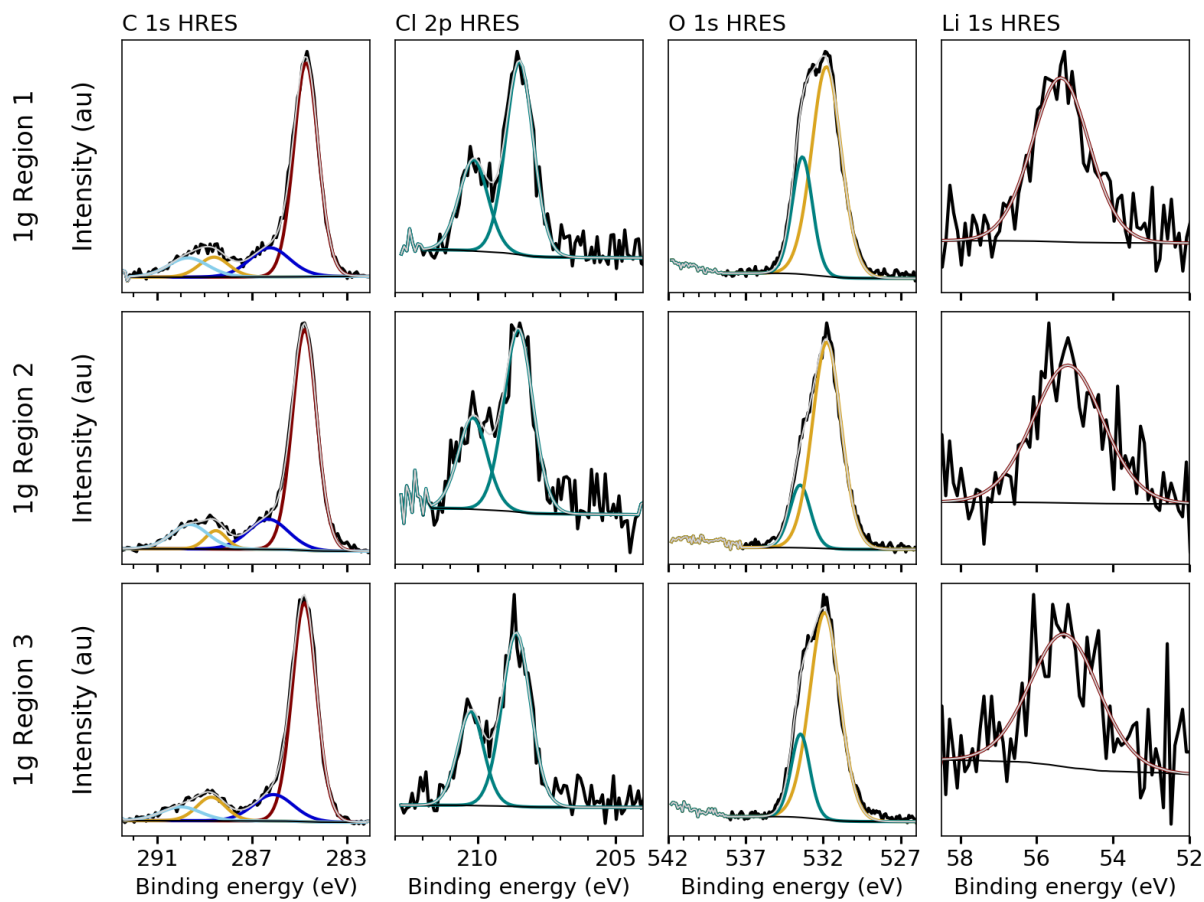 C 1s HRES
Cl 2p HRES
O 1s HRES
Li 1s HRES
1g Region 1
Intensity (au)
1g Region 2
Intensity (au)
1g Region 3
Intensity (au)
291 287 283
210 205
542 537 532 527
58 56 54 52
Binding energy (eV)
Binding energy (eV)
Binding energy (eV)
Binding energy (eV)